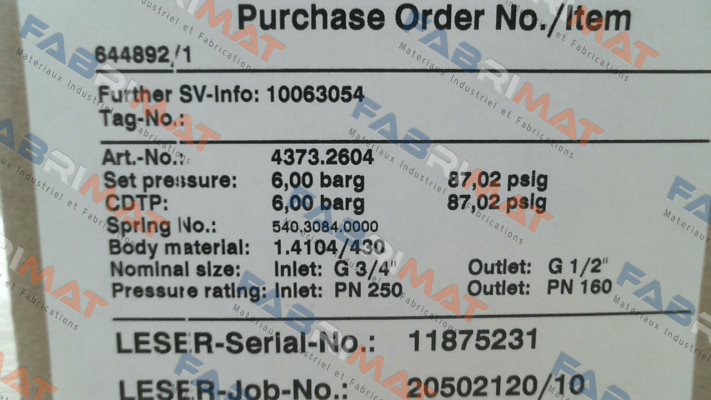 Purchase Order No./Item
644892/1
Further SV-Info: 10063054
Tag-No.:
Art.-No.: 4373.2604
Set pressure: 6,00 barg 87,02 psig
CDTP: 6,00 barg 87,02 psig
Spring No.: 540.3084.0000
Body material: 1.4104/430
Nominal size: Inlet: G 3/4" Outlet: G 1/2"
Pressure rating: Inlet: PN 250 Outlet: PN 160
LESER-Serial-No.: 11875231
LESER-Job-No.: 20502120/10
FABRIMAT
Materiaux Industriel et Fabrications